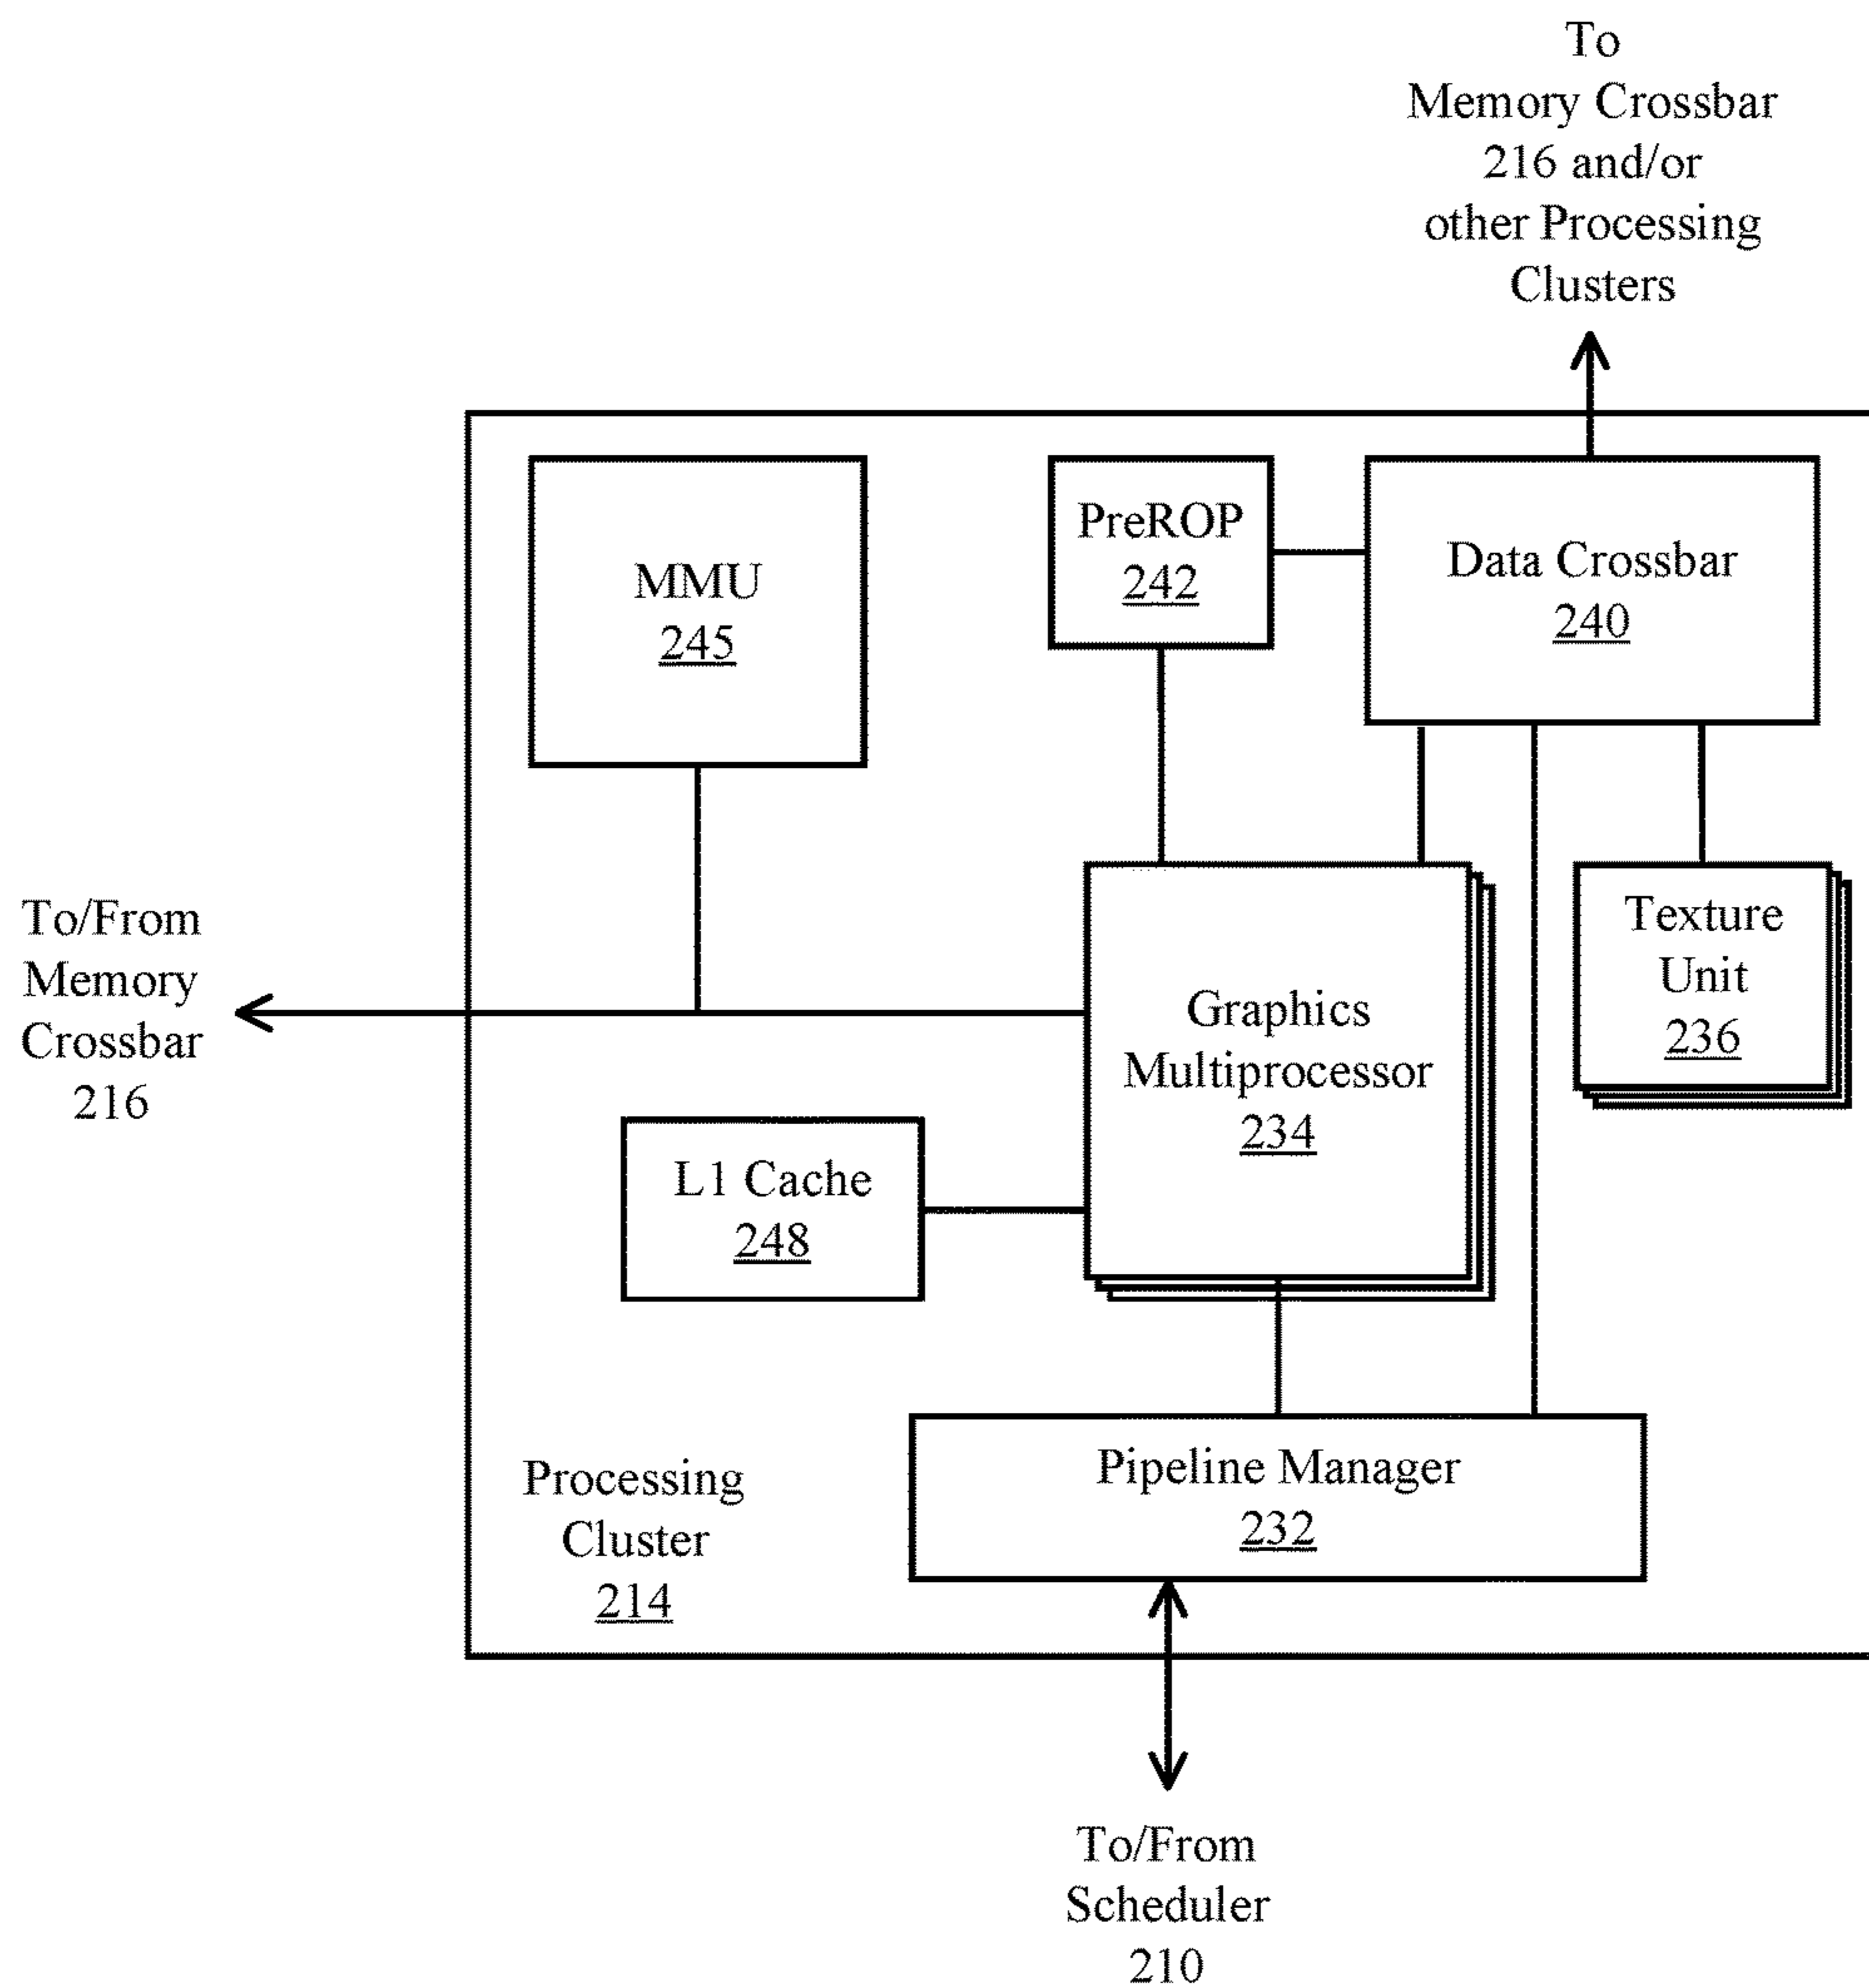 To
Memory Crossbar
216 and/or
other Processing
Clusters
MMU
245
PreROP
242
Data Crossbar
240
To/From
Memory
Crossbar
216
Graphics
Multiprocessor
234
Texture
Unit
236
L1 Cache
248
Processing
Cluster
214
Pipeline Manager
232
To/From
Scheduler
210